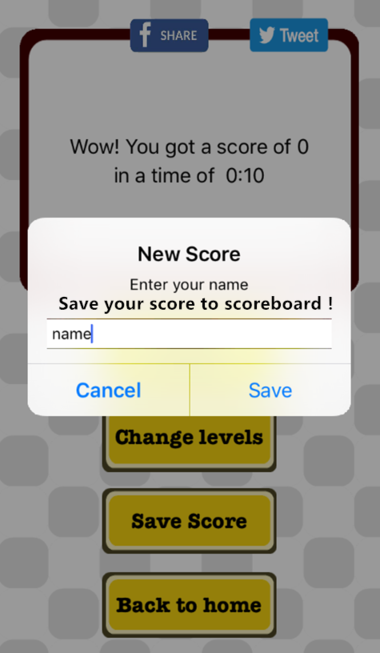 SHARE
Tweet
Wow! You got a score of 0
in a time of 0:10
New Score
Enter your name
Save your score to scoreboard !
name
Cancel
Save
Change levels
Save Score
Back to home